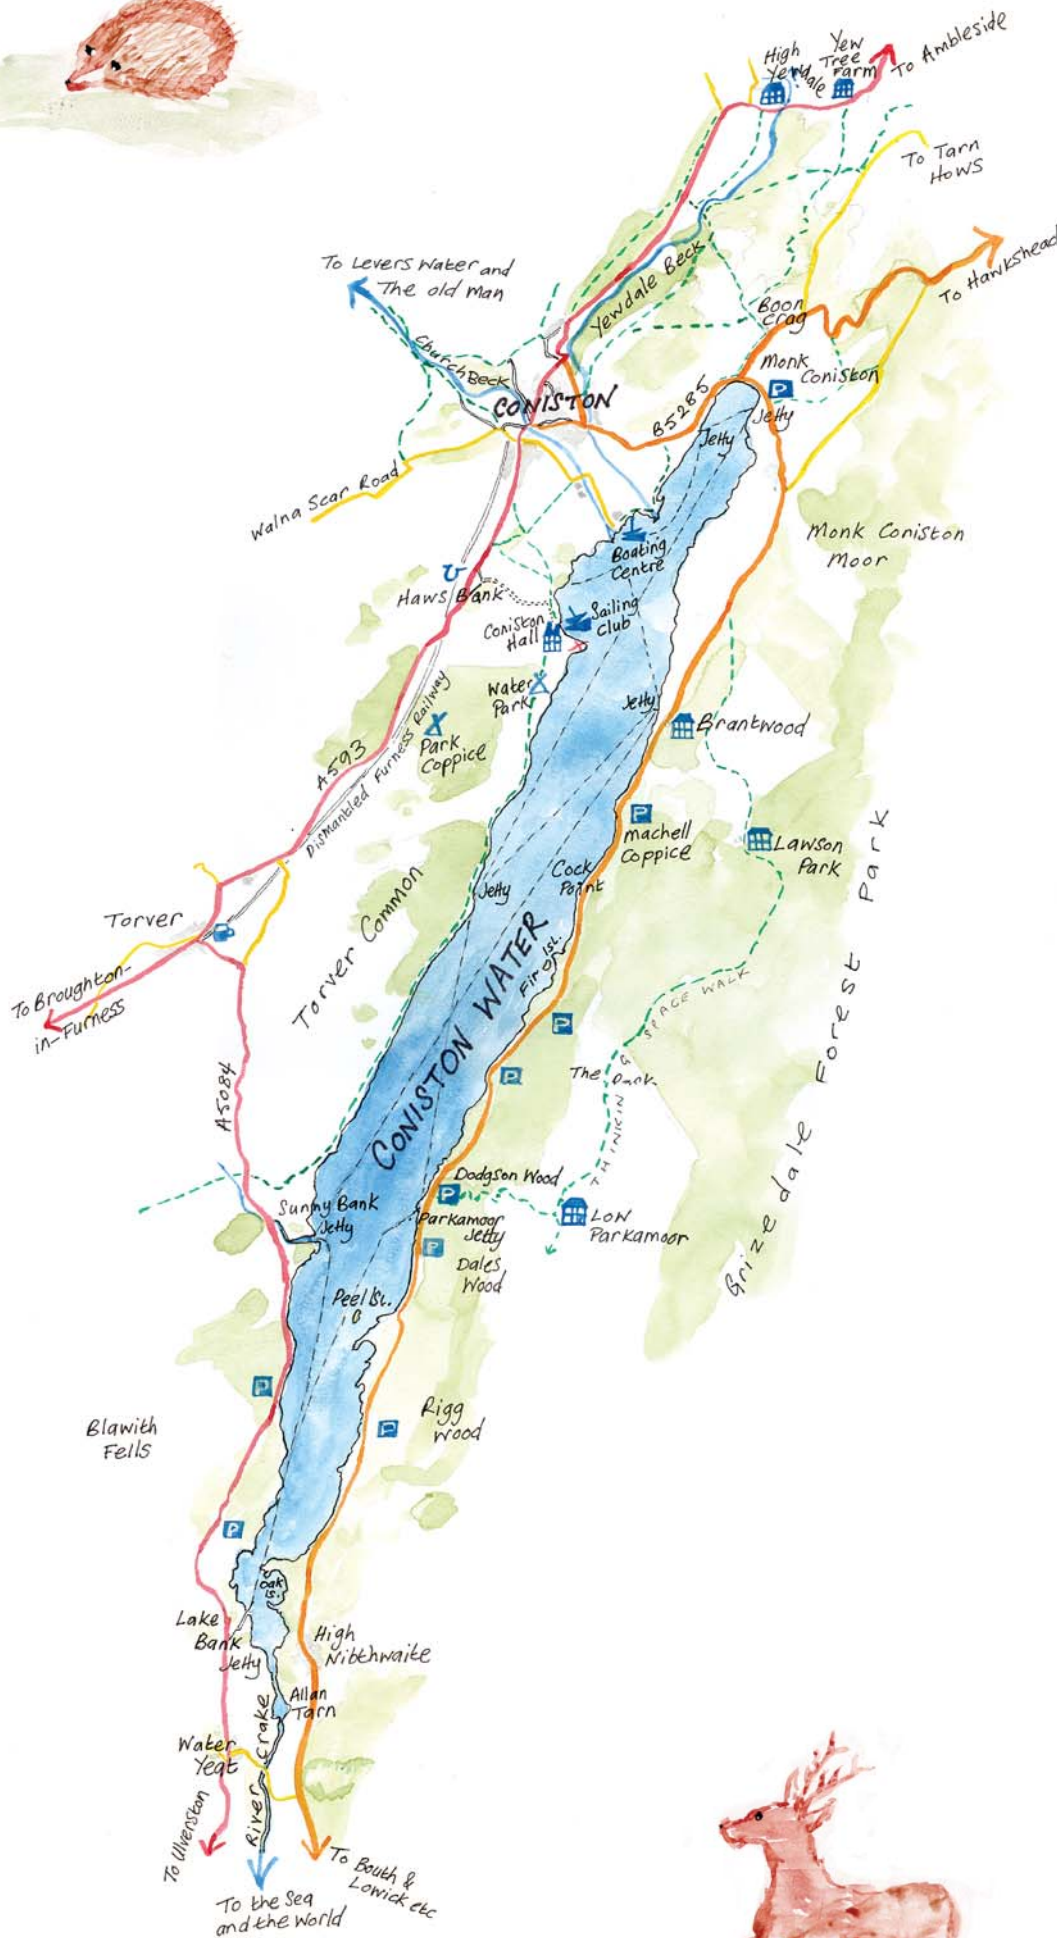 High
Yewdale
Yew
Tree
Farm
To Ambleside
To Tarn
Hows
To Hawkshead
To Levers Water and
The old Man
Yewdale Beck
Boon
Crag
Church Beck
Monk
Coniston
P
CONISTON
B5285
Jetty
Jetty
Walna Scar Road
Monk Coniston
Moor
Boating
Centre
Haws Bank
Sailing
Club
Coniston
Hall
Water
Park
Jetty
Brantwood
Park
Coppice
A593
Dismantled Furness Railway
P
Machell
Coppice
Lawson
Park
Cock
Point
Jetty
Torver
Torver Common
CONISTON WATER
Fir Isl.
To Broughton-
in-Furness
P
P
The Park
THINKING SPACE WALK
Grizedale Forest Park
A5084
Dodgson Wood
P
Sunny Bank
Jetty
Parkamoor
Jetty
Low
Parkamoor
P
Dales
Wood
Peel Isl.
P
Blawith
Fells
P
Rigg
Wood
P
Oak
Is.
Lake
Bank
Jetty
High
Nibthwaite
Allan
Tarn
Water
Yeat
River Crake
To Ulverston
To Bouth &
Lowick etc
To the Sea
and the World